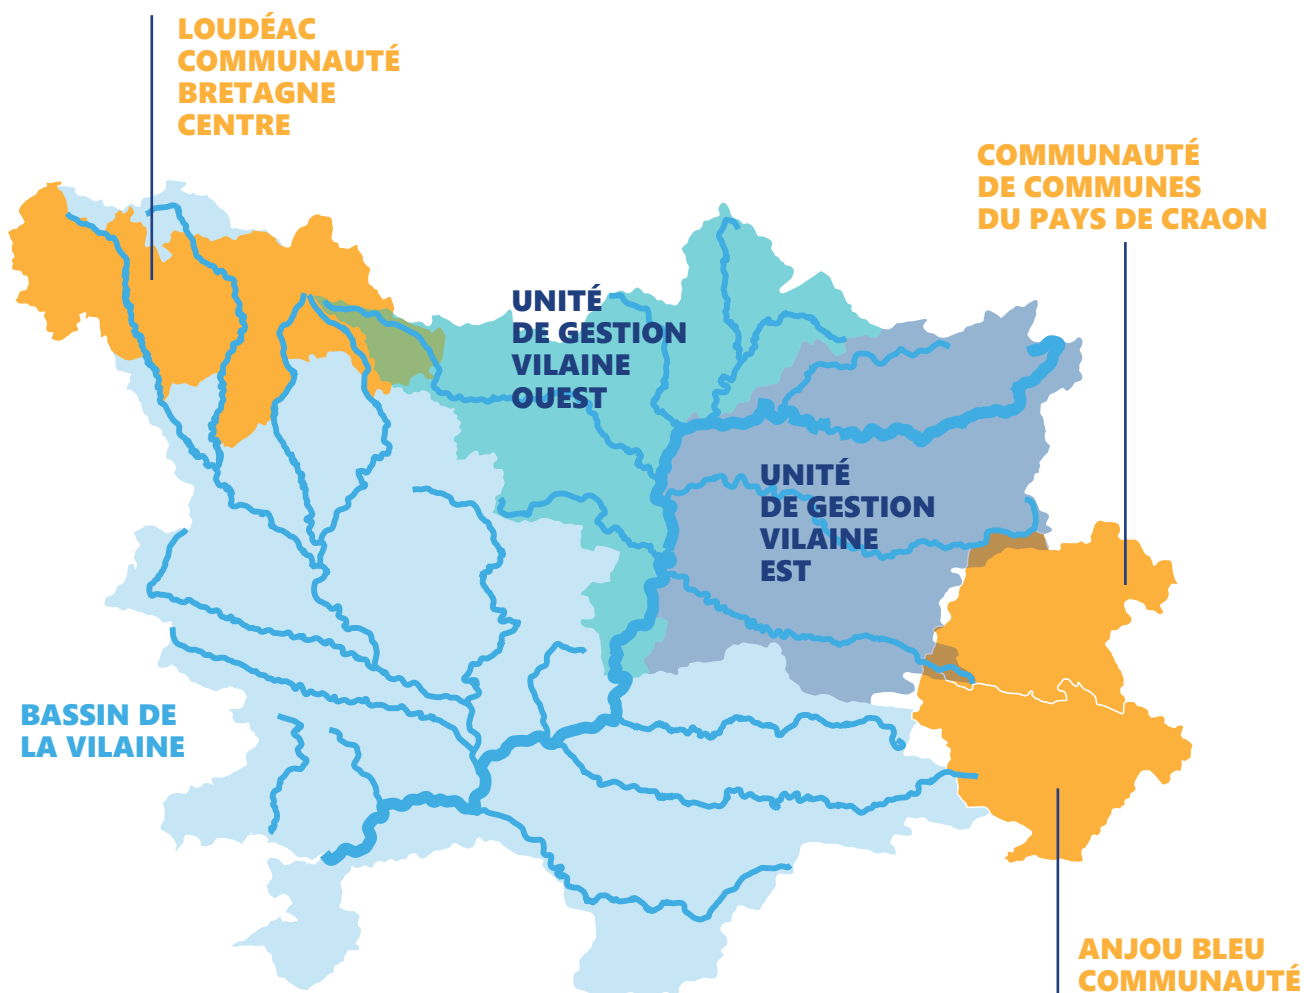 LOUDÉAC
COMMUNAUTÉ
BRETAGNE
CENTRE
COMMUNAUTÉ
DE COMMUNES
DU PAYS DE CRAON
UNITÉ
DE GESTION
VILAINE
OUEST
UNITÉ
DE GESTION
VILAINE
EST
BASSIN DE
LA VILAINE
ANJOU BLEU
COMMUNAUTÉ